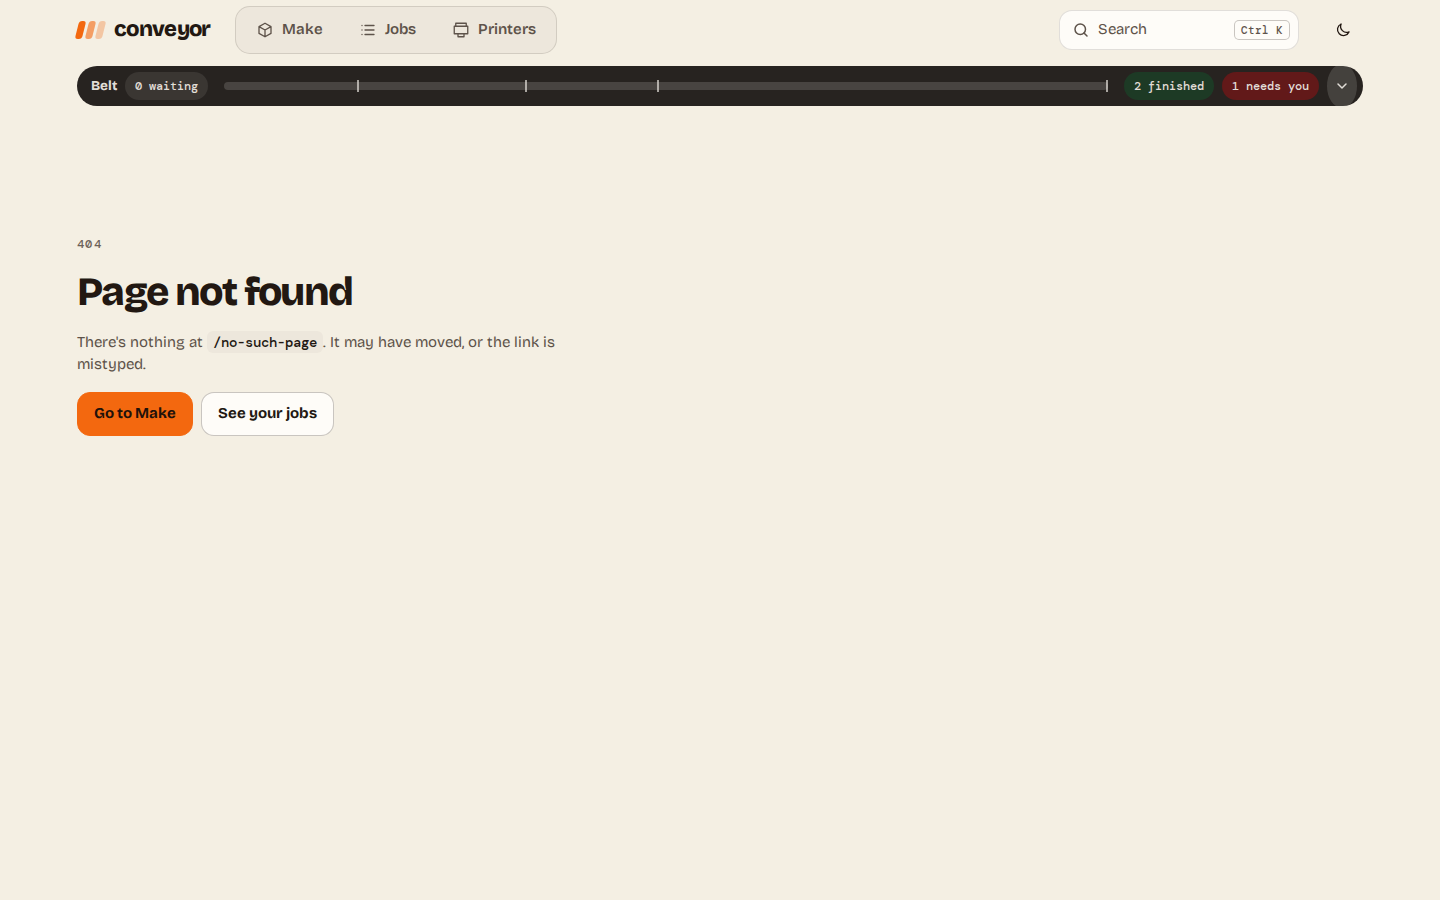 conveyor
Make
Jobs
Printers
Search
Ctrl K
Belt
0 waiting
2 finished
1 needs you
404
Page not found
There's nothing at /no-such-page. It may have moved, or the link is
mistyped.
Go to Make
See your jobs